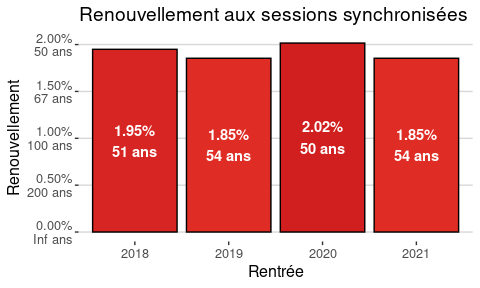 Renouvellement aux sessions synchronisées
Renouvellement
2.00%
50 ans
1.50%
67 ans
1.00%
100 ans
0.50%
200 ans
0.00%
Inf ans
1.95%
51 ans
1.85%
54 ans
2.02%
50 ans
1.85%
54 ans
2018
2019
2020
2021
Rentrée